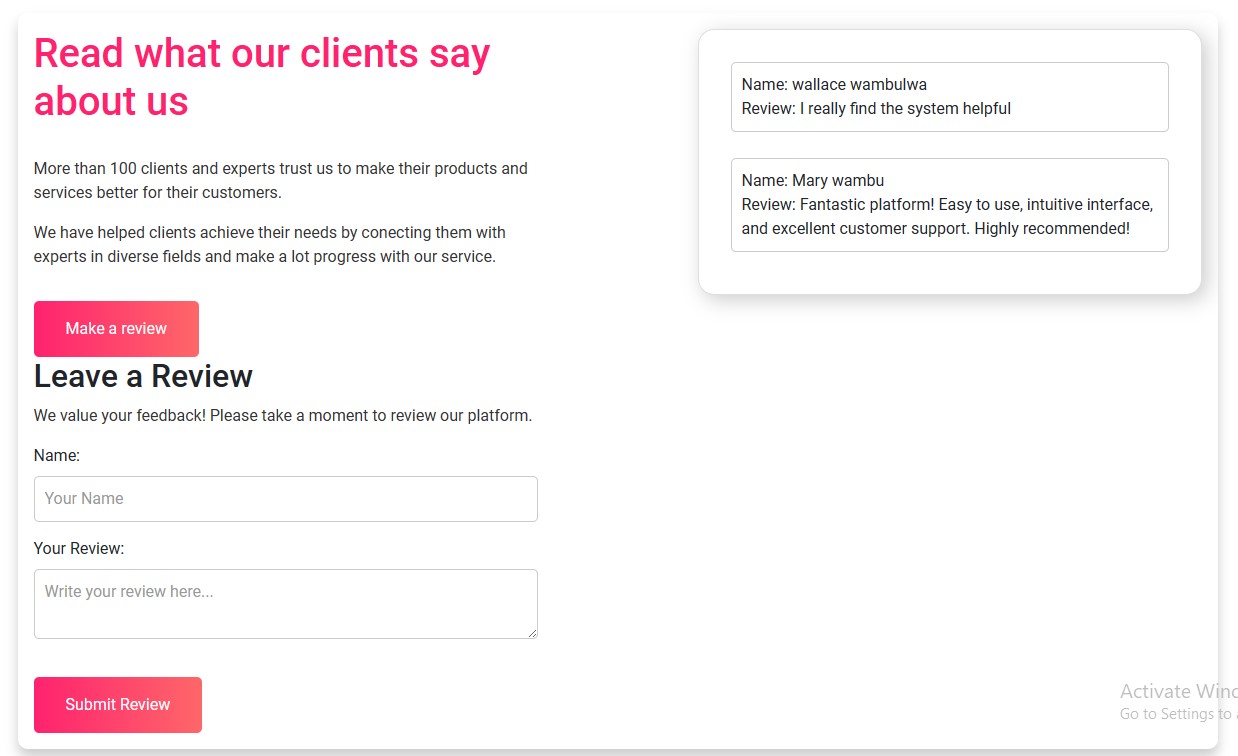 Read what our clients say
about us
More than 100 clients and experts trust us to make their products and
services better for their customers.
We have helped clients achieve their needs by conecting them with
experts in diverse fields and make a lot progress with our service.
Make a review
Leave a Review
We value your feedback! Please take a moment to review our platform.
Name:
Your Name
Your Review:
Write your review here...
Submit Review
Name: wallace wambulwa
Review: I really find the system helpful
Name: Mary wambu
Review: Fantastic platform! Easy to use, intuitive interface,
and excellent customer support. Highly recommended!
Activate
Go to Settings to